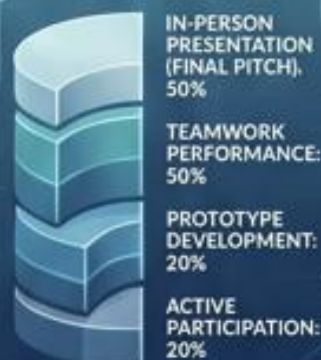 IN-PERSON
PRESENTATION
(FINAL PITCH).
50%
TEAMWORK
PERFORMANCE:
50%
PROTOTYPE
DEVELOPMENT:
20%
ACTIVE
PARTICIPATION:
20%